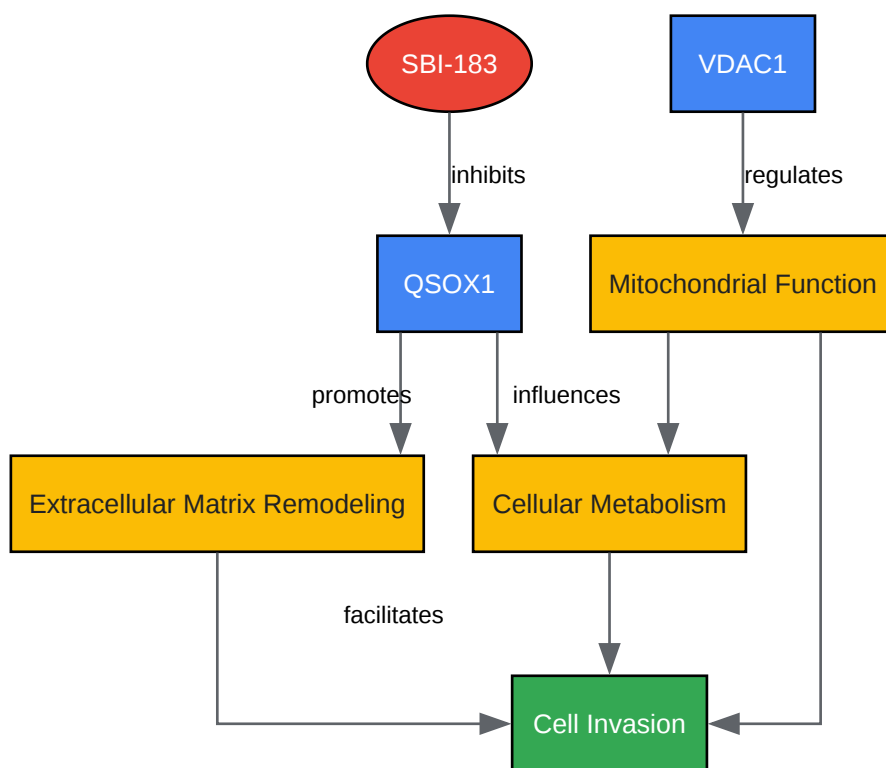 SBI-183
VDAC1
inhibits
regulates
QSOX1
Mitochondrial Function
promotes
influences
Extracellular Matrix Remodeling
Cellular Metabolism
facilitates
Cell Invasion